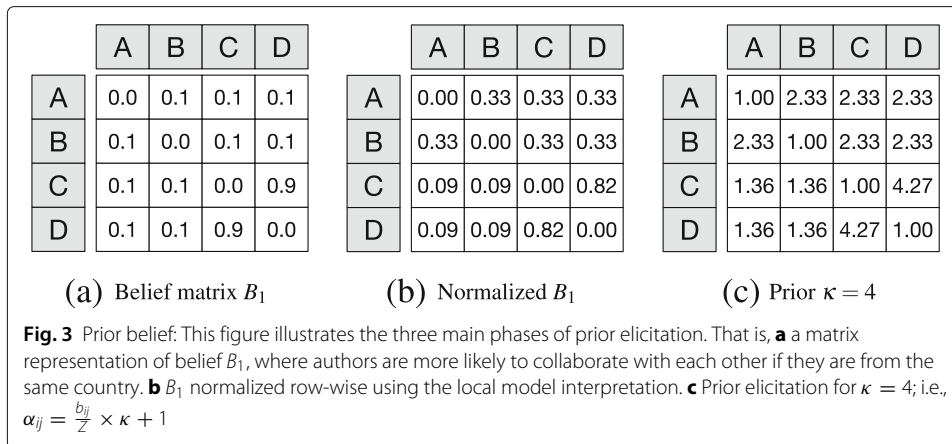 A B C D
A 0.0 0.1 0.1 0.1
B 0.1 0.0 0.1 0.1
C 0.1 0.1 0.0 0.9
D 0.1 0.1 0.9 0.0
(a) Belief matrix B₁
A B C D
A 0.00 0.33 0.33 0.33
B 0.33 0.00 0.33 0.33
C 0.09 0.09 0.00 0.82
D 0.09 0.09 0.82 0.00
(b) Normalized B₁
A B C D
A 1.00 2.33 2.33 2.33
B 2.33 1.00 2.33 2.33
C 1.36 1.36 1.00 4.27
D 1.36 1.36 4.27 1.00
(c) Prior κ = 4
Fig. 3 Prior belief: This figure illustrates the three main phases of prior elicitation. That is, a a matrix
representation of belief B₁, where authors are more likely to collaborate with each other if they are from the
same country. b B₁ normalized row-wise using the local model interpretation. c Prior elicitation for κ = 4; i.e.,
αᵢⱼ = bᵢⱼ/Z × κ + 1